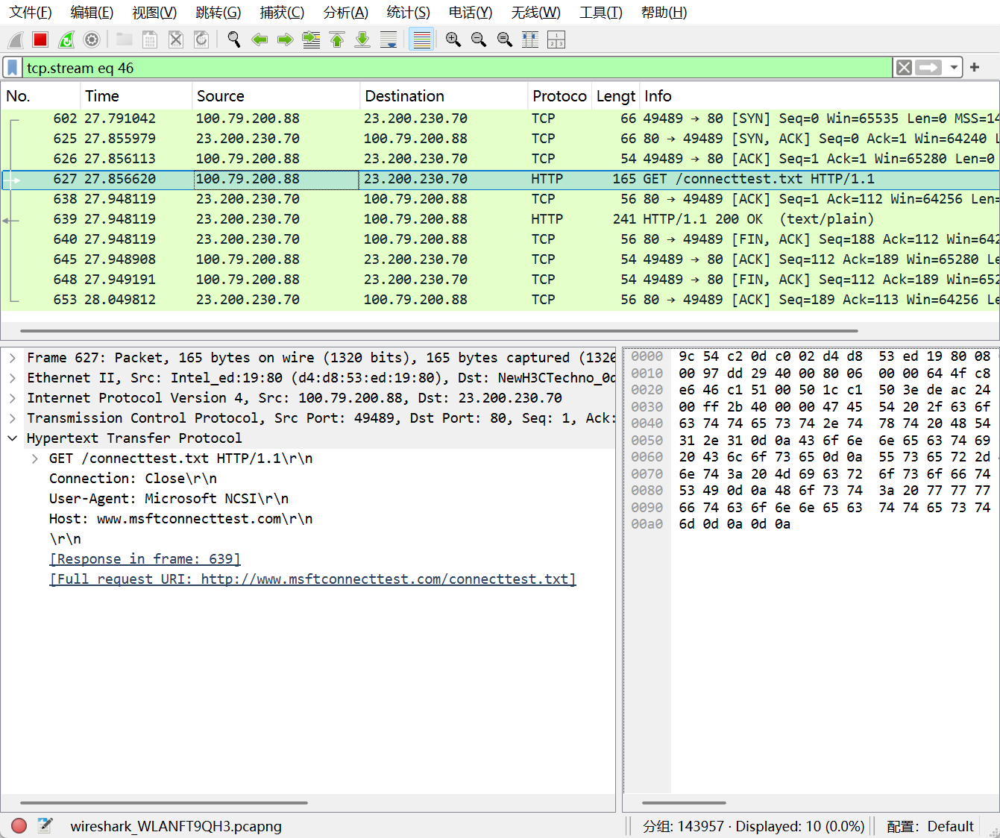 文件(F) 编辑(E) 视图(V) 跳转(G) 捕获(C) 分析(A) 统计(S) 电话(Y) 无线(W) 工具(T) 帮助(H)
tcp.stream eq 46
No. Time Source Destination Protoco Lengt Info
602 27.791042 100.79.200.88 23.200.230.70 TCP 66 49489 → 80 [SYN] Seq=0 Win=65535 Len=0 MSS=14
625 27.855979 23.200.230.70 100.79.200.88 TCP 66 80 → 49489 [SYN, ACK] Seq=0 Ack=1 Win=64240 L
626 27.856113 100.79.200.88 23.200.230.70 TCP 54 49489 → 80 [ACK] Seq=1 Ack=1 Win=65280 Len=0
627 27.856620 100.79.200.88 23.200.230.70 HTTP 165 GET /connecttest.txt HTTP/1.1
638 27.948119 23.200.230.70 100.79.200.88 TCP 56 80 → 49489 [ACK] Seq=1 Ack=112 Win=64256 Len=
639 27.948119 23.200.230.70 100.79.200.88 HTTP 241 HTTP/1.1 200 OK (text/plain)
640 27.948119 23.200.230.70 100.79.200.88 TCP 56 80 → 49489 [FIN, ACK] Seq=188 Ack=112 Win=642
645 27.948908 100.79.200.88 23.200.230.70 TCP 54 49489 → 80 [ACK] Seq=112 Ack=189 Win=65280 Le
648 27.949191 100.79.200.88 23.200.230.70 TCP 54 49489 → 80 [FIN, ACK] Seq=112 Ack=189 Win=652
653 28.049812 23.200.230.70 100.79.200.88 TCP 56 80 → 49489 [ACK] Seq=189 Ack=113 Win=64256 Le
Frame 627: Packet, 165 bytes on wire (1320 bits), 165 bytes captured (1320
Ethernet II, Src: Intel_ed:19:80 (d4:d8:53:ed:19:80), Dst: NewH3CTechno_0d
Internet Protocol Version 4, Src: 100.79.200.88, Dst: 23.200.230.70
Transmission Control Protocol, Src Port: 49489, Dst Port: 80, Seq: 1, Ack:
Hypertext Transfer Protocol
GET /connecttest.txt HTTP/1.1\r\n
Connection: Close\r\n
User-Agent: Microsoft NCSI\r\n
Host: www.msftconnecttest.com\r\n
\r\n
[Response in frame: 639]
[Full request URI: http://www.msftconnecttest.com/connecttest.txt]
0000 9c 54 c2 0d c0 02 d4 d8 53 ed 19 80 08
0010 00 97 dd 29 40 00 80 06 00 00 64 4f c8
0020 e6 46 c1 51 00 50 1c c1 50 3e de ac 24
0030 00 ff 2b 40 00 00 47 45 54 20 2f 63 6f
0040 63 74 74 65 73 74 2e 74 78 74 20 48 54
0050 31 2e 31 0d 0a 43 6f 6e 6e 65 63 74 69
0060 20 43 6c 6f 73 65 0d 0a 55 73 65 72 2d
0070 6e 74 3a 20 4d 69 63 72 6f 73 6f 66 74
0080 53 49 0d 0a 48 6f 73 74 3a 20 77 77 77
0090 66 74 63 6f 6e 6e 65 63 74 74 65 73 74
00a0 6d 0d 0a 0d 0a
wireshark_WLANFT9QH3.pcapng 分组: 143957 · Displayed: 10 (0.0%) 配置: Default